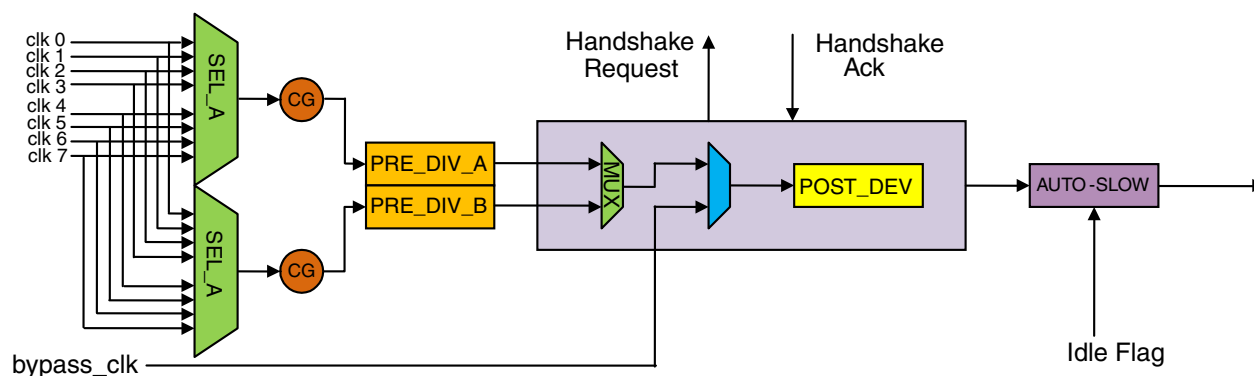 clk 0
clk 1
clk 2
clk 3
clk 4
clk 5
clk 6
clk 7
SEL_A
CG
Handshake
Request
Handshake
Ack
PRE_DIV_A
PRE_DIV_B
MUX
POST_DEV
AUTO-SLOW
SEL_A
CG
Idle Flag
bypass_clk